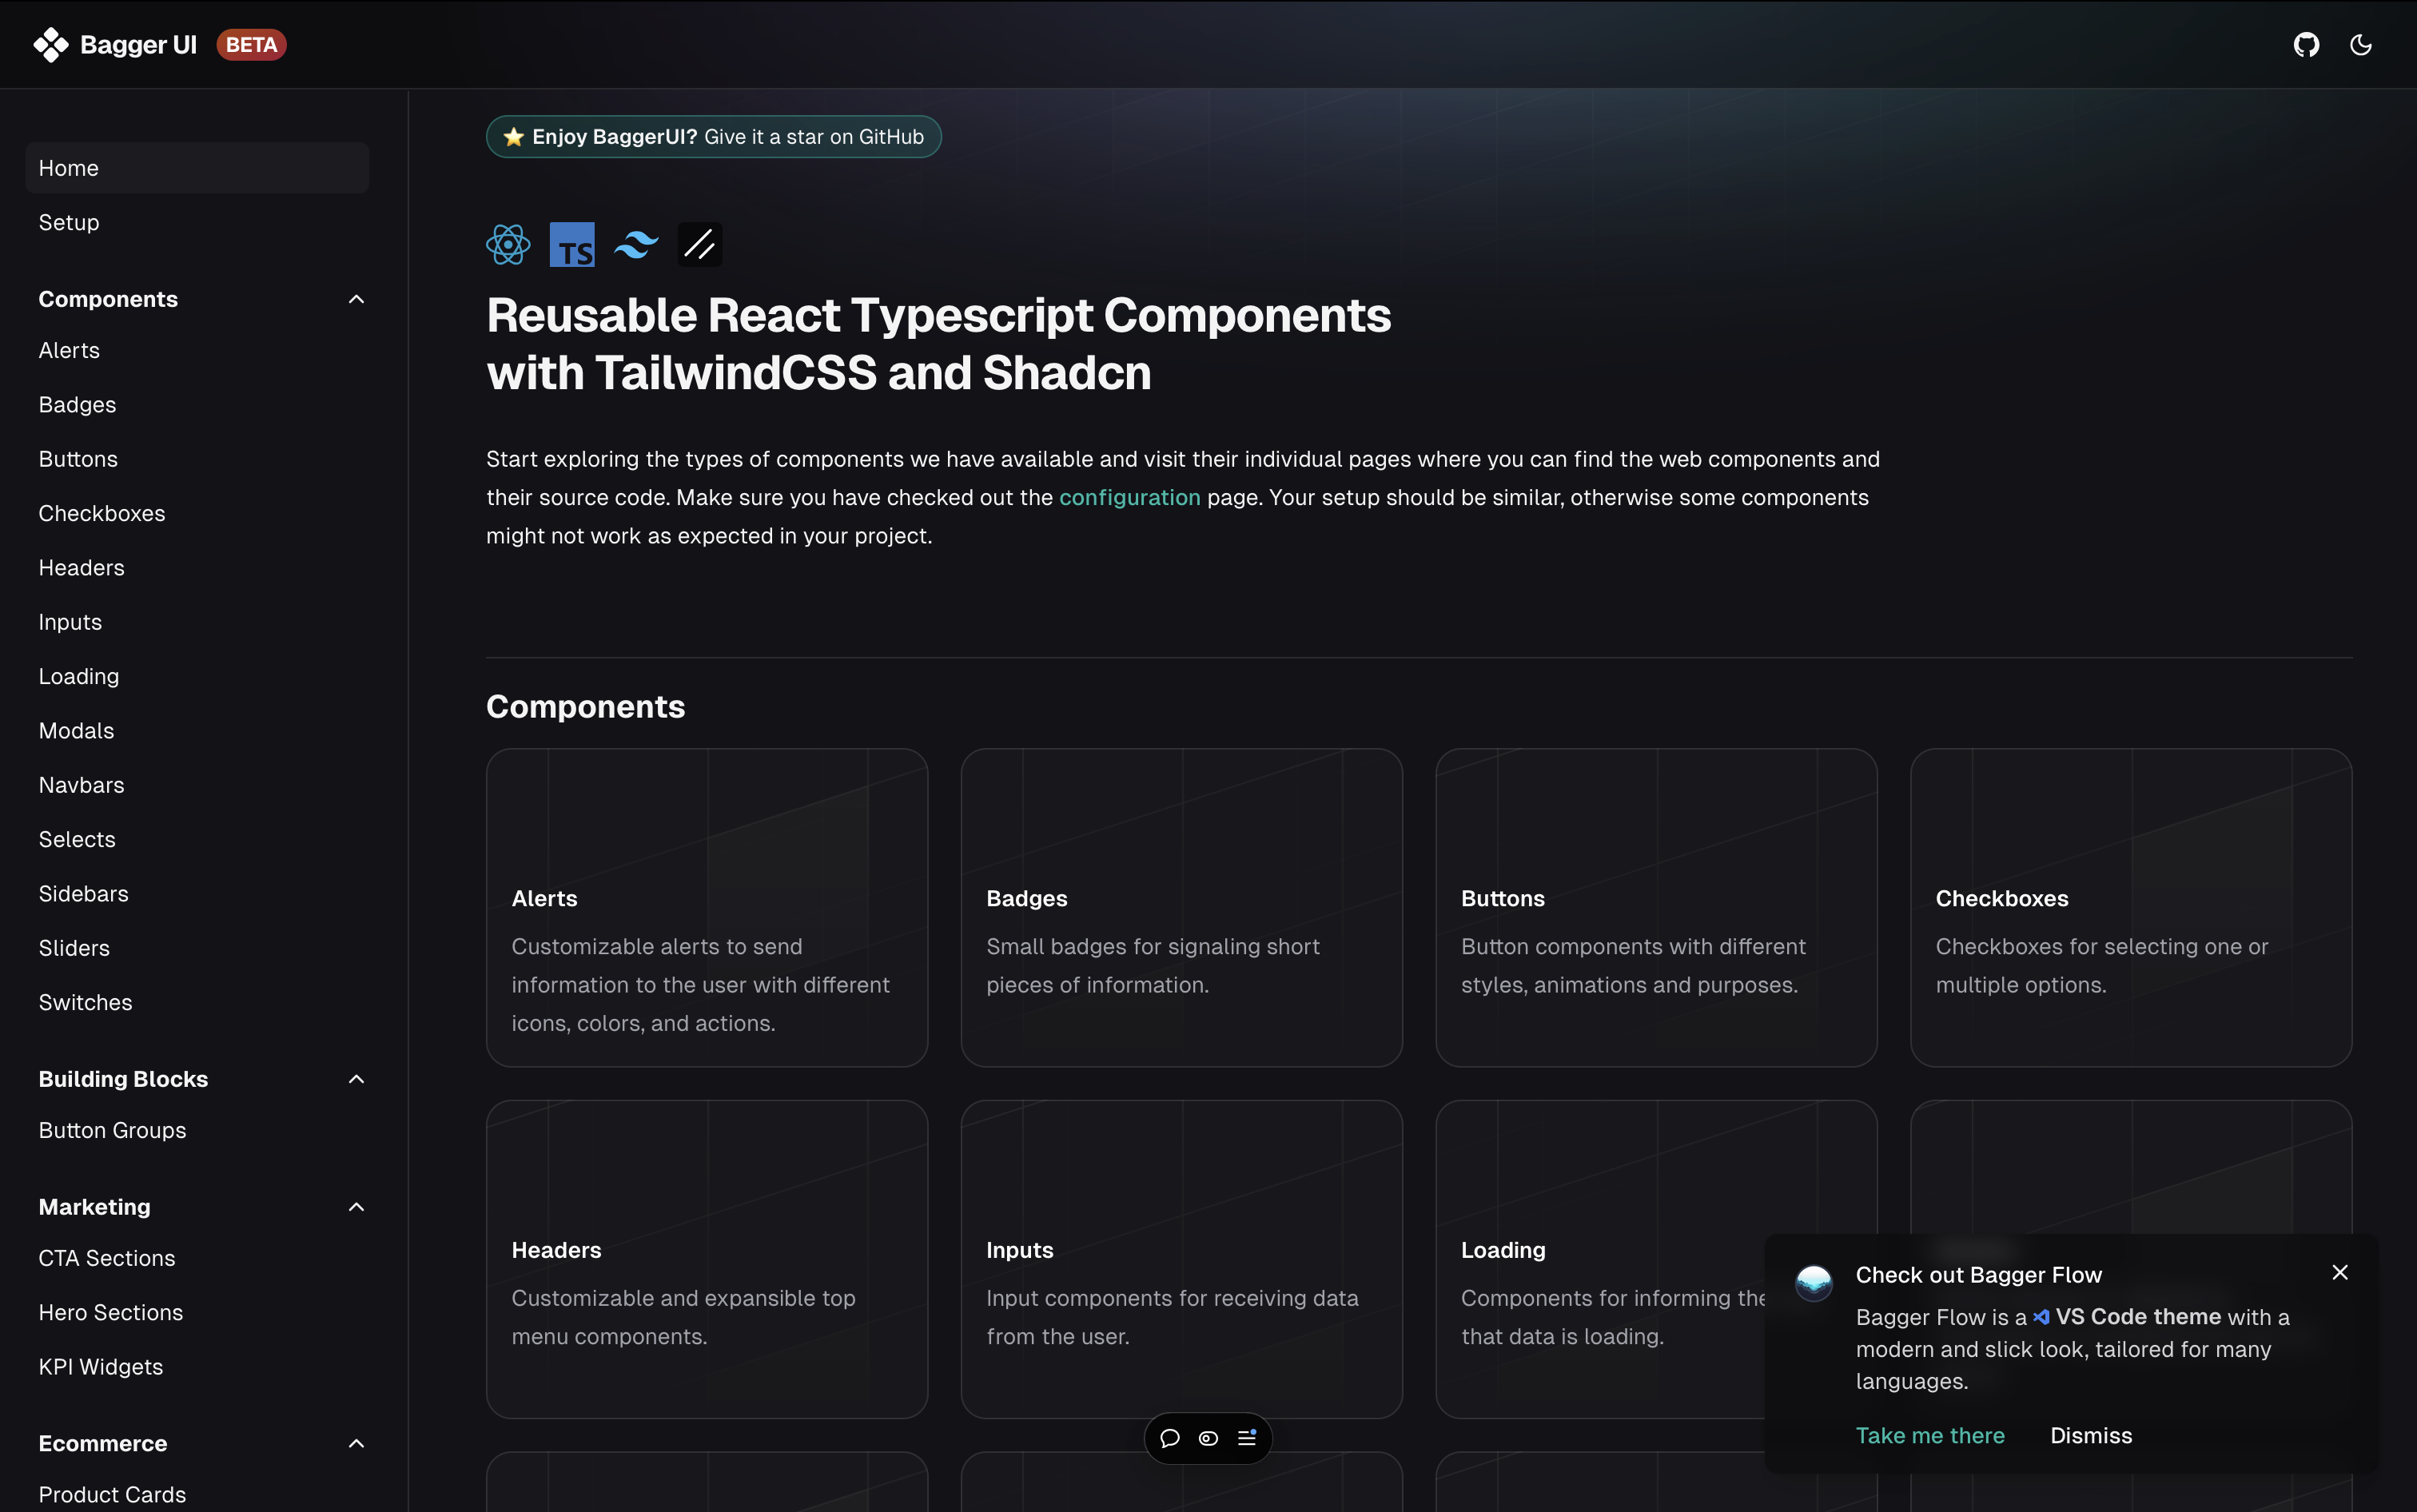 Bagger UI BETA
Home
Setup
Components
Alerts
Badges
Buttons
Checkboxes
Headers
Inputs
Loading
Modals
Navbars
Selects
Sidebars
Sliders
Switches
Building Blocks
Button Groups
Marketing
CTA Sections
Hero Sections
KPI Widgets
Ecommerce
Product Cards
⭐ Enjoy BaggerUI? Give it a star on GitHub
TS
Reusable React Typescript Components
with TailwindCSS and Shadcn
Start exploring the types of components we have available and visit their individual pages where you can find the web components and
their source code. Make sure you have checked out the configuration page. Your setup should be similar, otherwise some components
might not work as expected in your project.
Components
Alerts
Customizable alerts to send
information to the user with different
icons, colors, and actions.
Badges
Small badges for signaling short
pieces of information.
Buttons
Button components with different
styles, animations and purposes.
Checkboxes
Checkboxes for selecting one or
multiple options.
Headers
Customizable and expansible top
menu components.
Inputs
Input components for receiving data
from the user.
Loading
Components for informing the
that data is loading.
Check out Bagger Flow
Bagger Flow is a VS Code theme with a
modern and slick look, tailored for many
languages.
Take me there
Dismiss